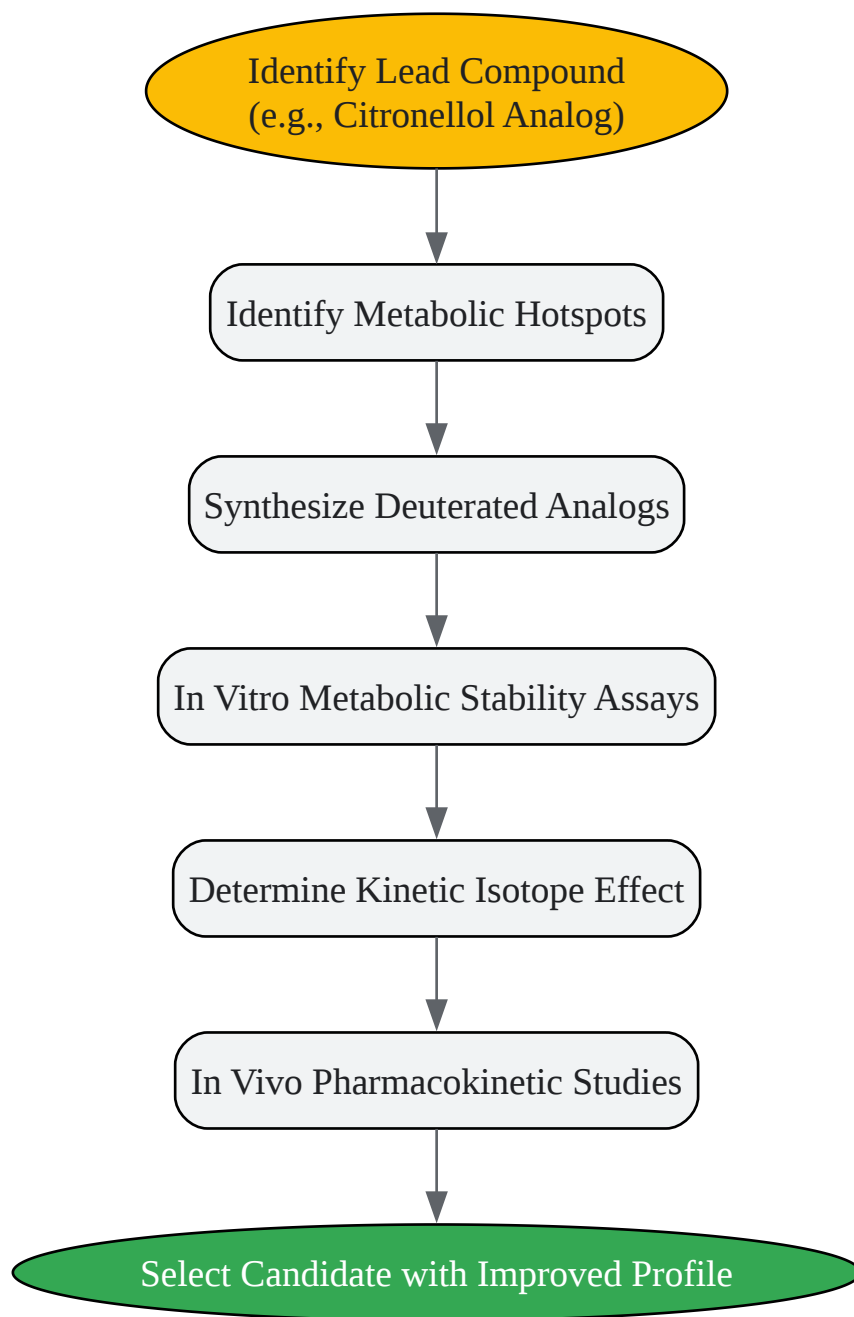 Identify Lead Compound
(e.g., Citronellol Analog)
Identify Metabolic Hotspots
Synthesize Deuterated Analogs
In Vitro Metabolic Stability Assays
Determine Kinetic Isotope Effect
In Vivo Pharmacokinetic Studies
Select Candidate with Improved Profile